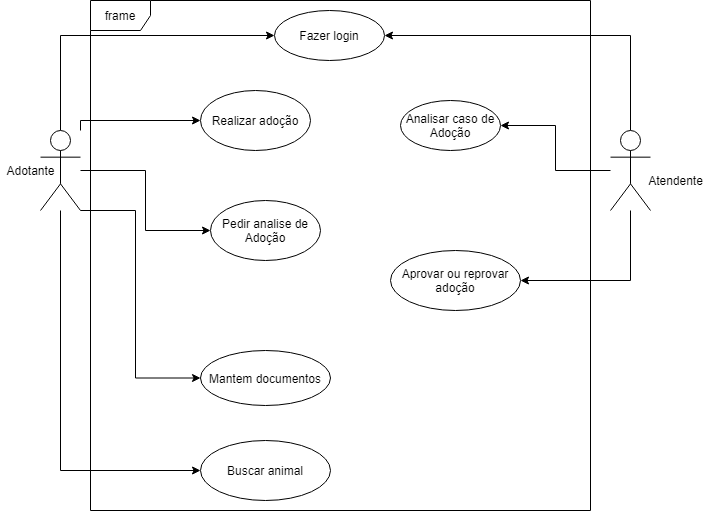 frame
Fazer login
Realizar adoção
Analisar caso de
Adoção
Adotante
Atendente
Pedir analise de
Adoção
Aprovar ou reprovar
adoção
Mantem documentos
Buscar animal